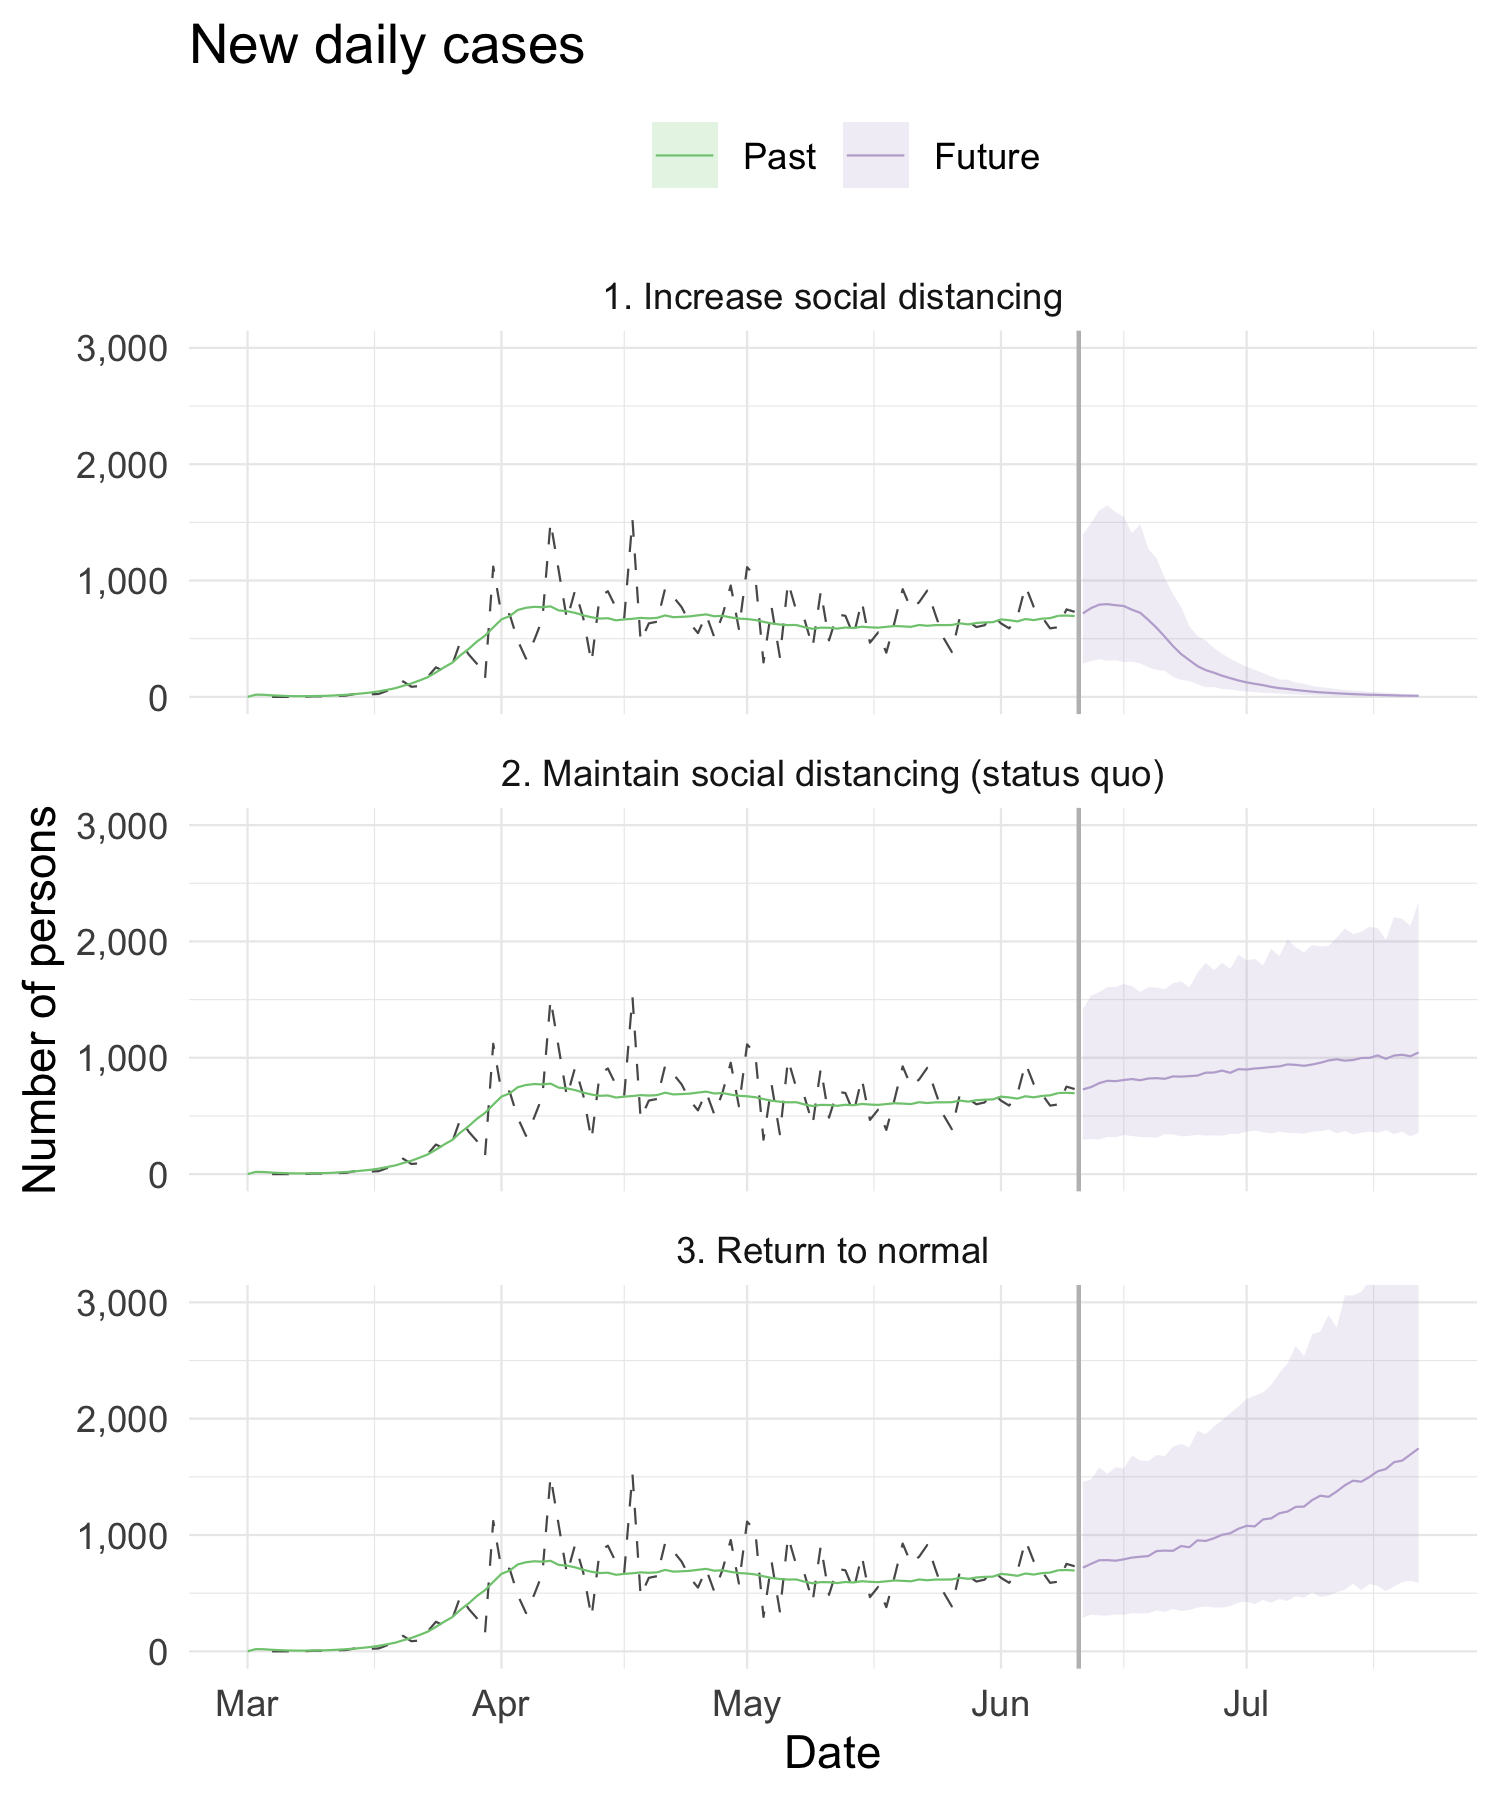 New daily cases
Past Future
1. Increase social distancing
3,000
2,000
1,000
0
2. Maintain social distancing (status quo)
3,000
2,000
1,000
0
3. Return to normal
3,000
2,000
1,000
0
Number of persons
Mar Apr May Jun Jul
Date